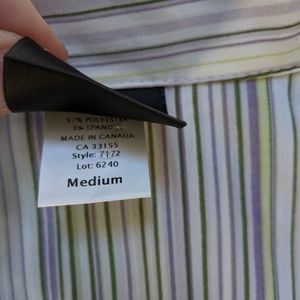 97% POLYESTER
3% SPANDEX
MADE IN CANADA
CA 33155
Style: 7172
Lot: 6240
Medium